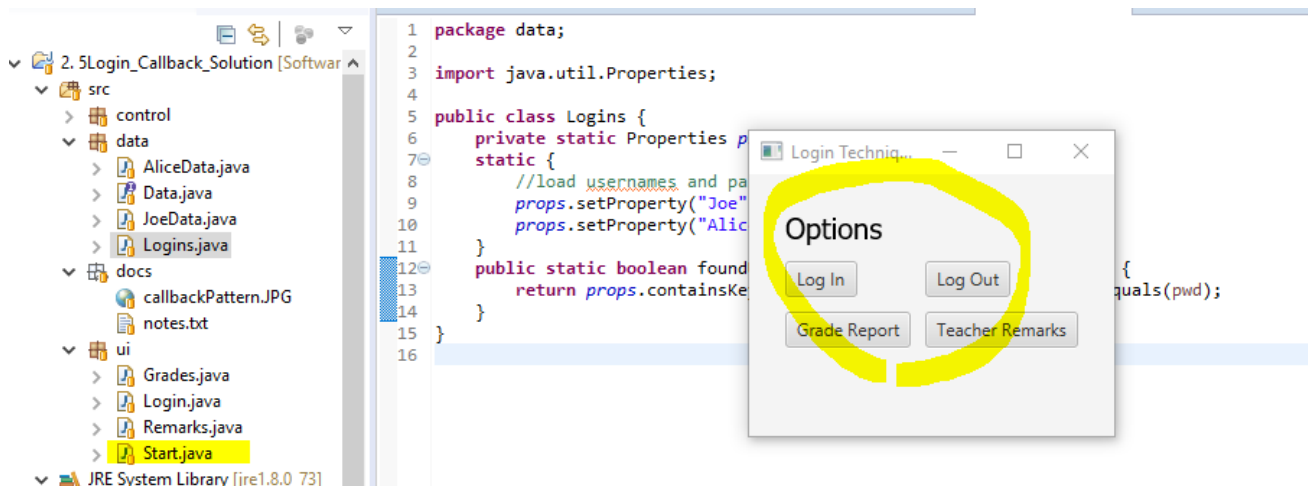 2. 5Login_Callback_Solution [Softwar
src
control
data
AliceData.java
Data.java
JoeData.java
Logins.java
docs
callbackPattern.JPG
notes.txt
ui
Grades.java
Login.java
Remarks.java
Start.java
JRE System Library [jre1.8.0_73]
1 package data;
2
3 import java.util.Properties;
4
5 public class Logins {
6 private static Properties p
7 static {
8 //load usernames and pa
9 props.setProperty("Joe"
10 props.setProperty("Alic
11 }
12 public static boolean found {
13 return props.containsKe quals(pwd);
14 }
15 }
16
Login Techniq...
Options
Log In Log Out
Grade Report Teacher Remarks